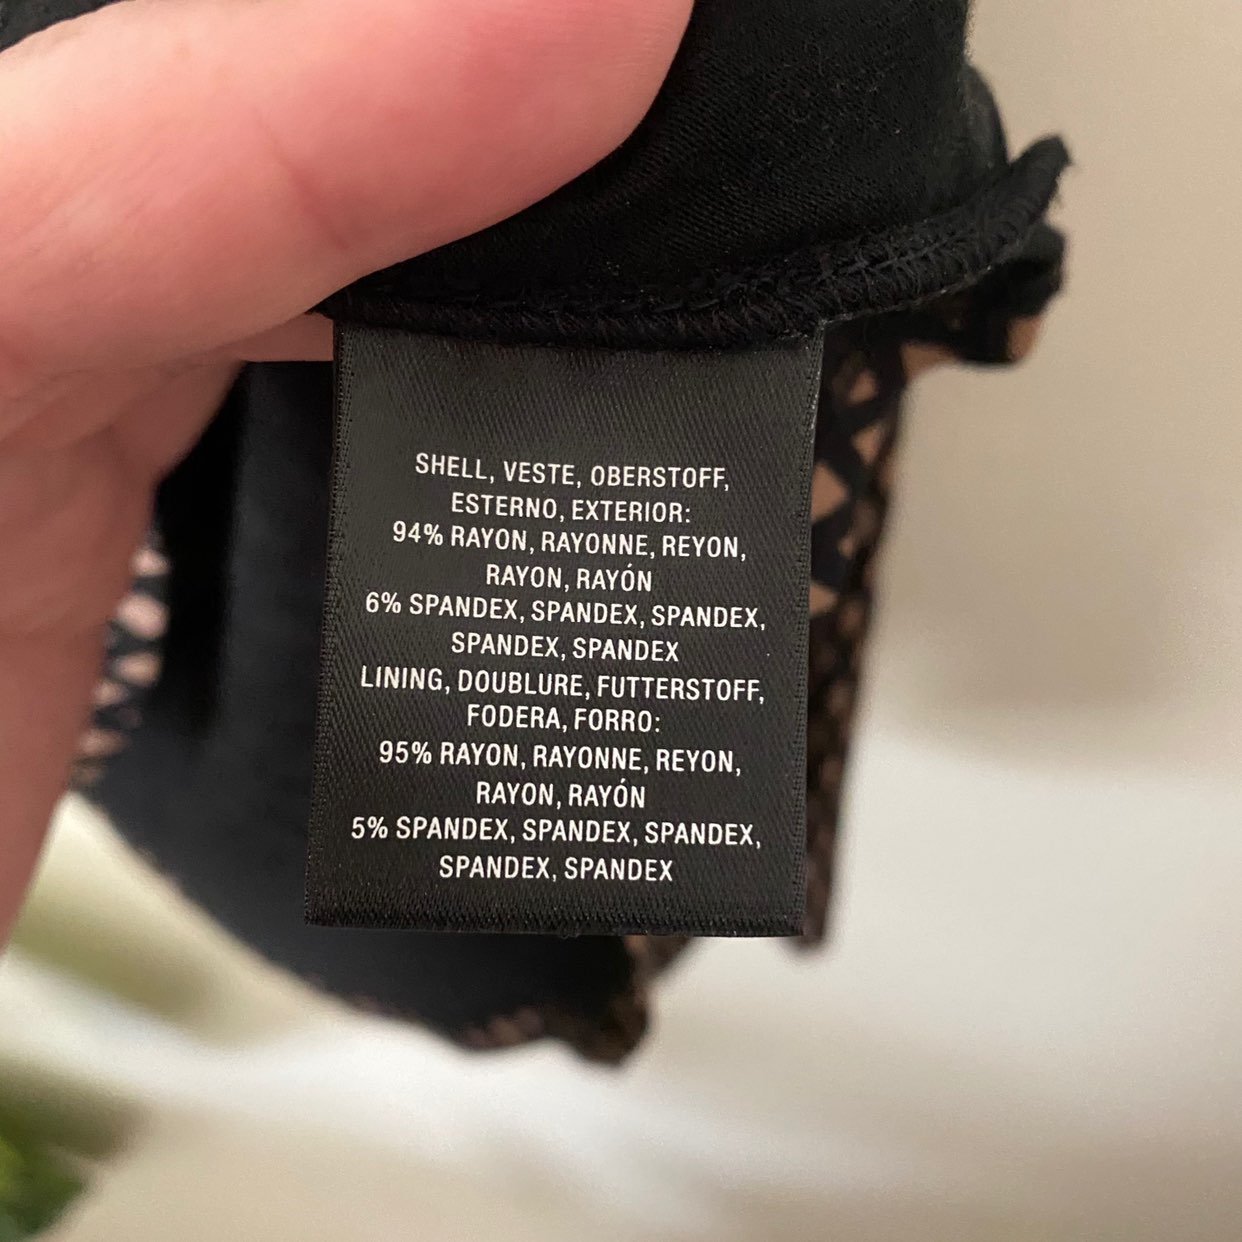 SHELL, VESTE, OBERSTOFF,
ESTERNO, EXTERIOR:
94% RAYON, RAYONNE, REYON,
RAYON, RAYÓN
6% SPANDEX, SPANDEX, SPANDEX,
SPANDEX, SPANDEX
LINING, DOUBLURE, FUTTERSTOFF,
FODERA, FORRO:
95% RAYON, RAYONNE, REYON,
RAYON, RAYÓN
5% SPANDEX, SPANDEX, SPANDEX,
SPANDEX, SPANDEX